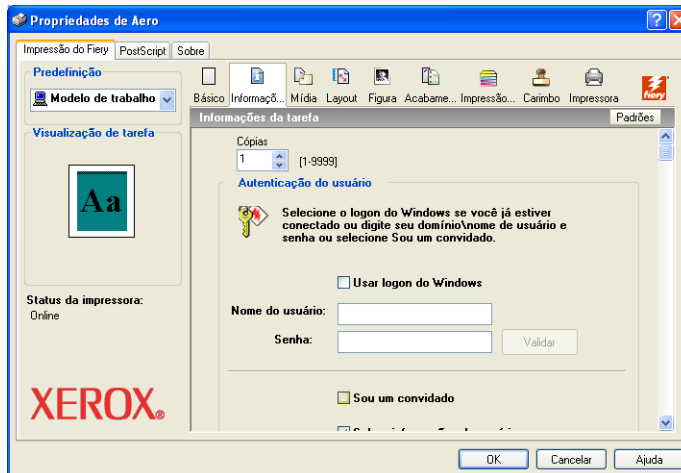 Propriedades de Aero
Impressão do Fiery
PostScript
Sobre
Predefinição
Modelo de trabalho
Visualização de tarefa
Aa
Status da impressora:
Online
XEROX®
Básico
Informaçõ...
Mídia
Layout
Figura
Acabame...
Impressão...
Carimbo
Impressora
fiery
Informações da tarefa
Padrões
Cópias
1
[1-9999]
Autenticação do usuário
Selecione o logon do Windows se você já estiver
conectado ou digite seu domínio\nome de usuário e
senha ou selecione Sou um convidado.
Usar logon do Windows
Nome do usuário:
Senha:
Validar
Sou um convidado
OK
Cancelar
Ajuda